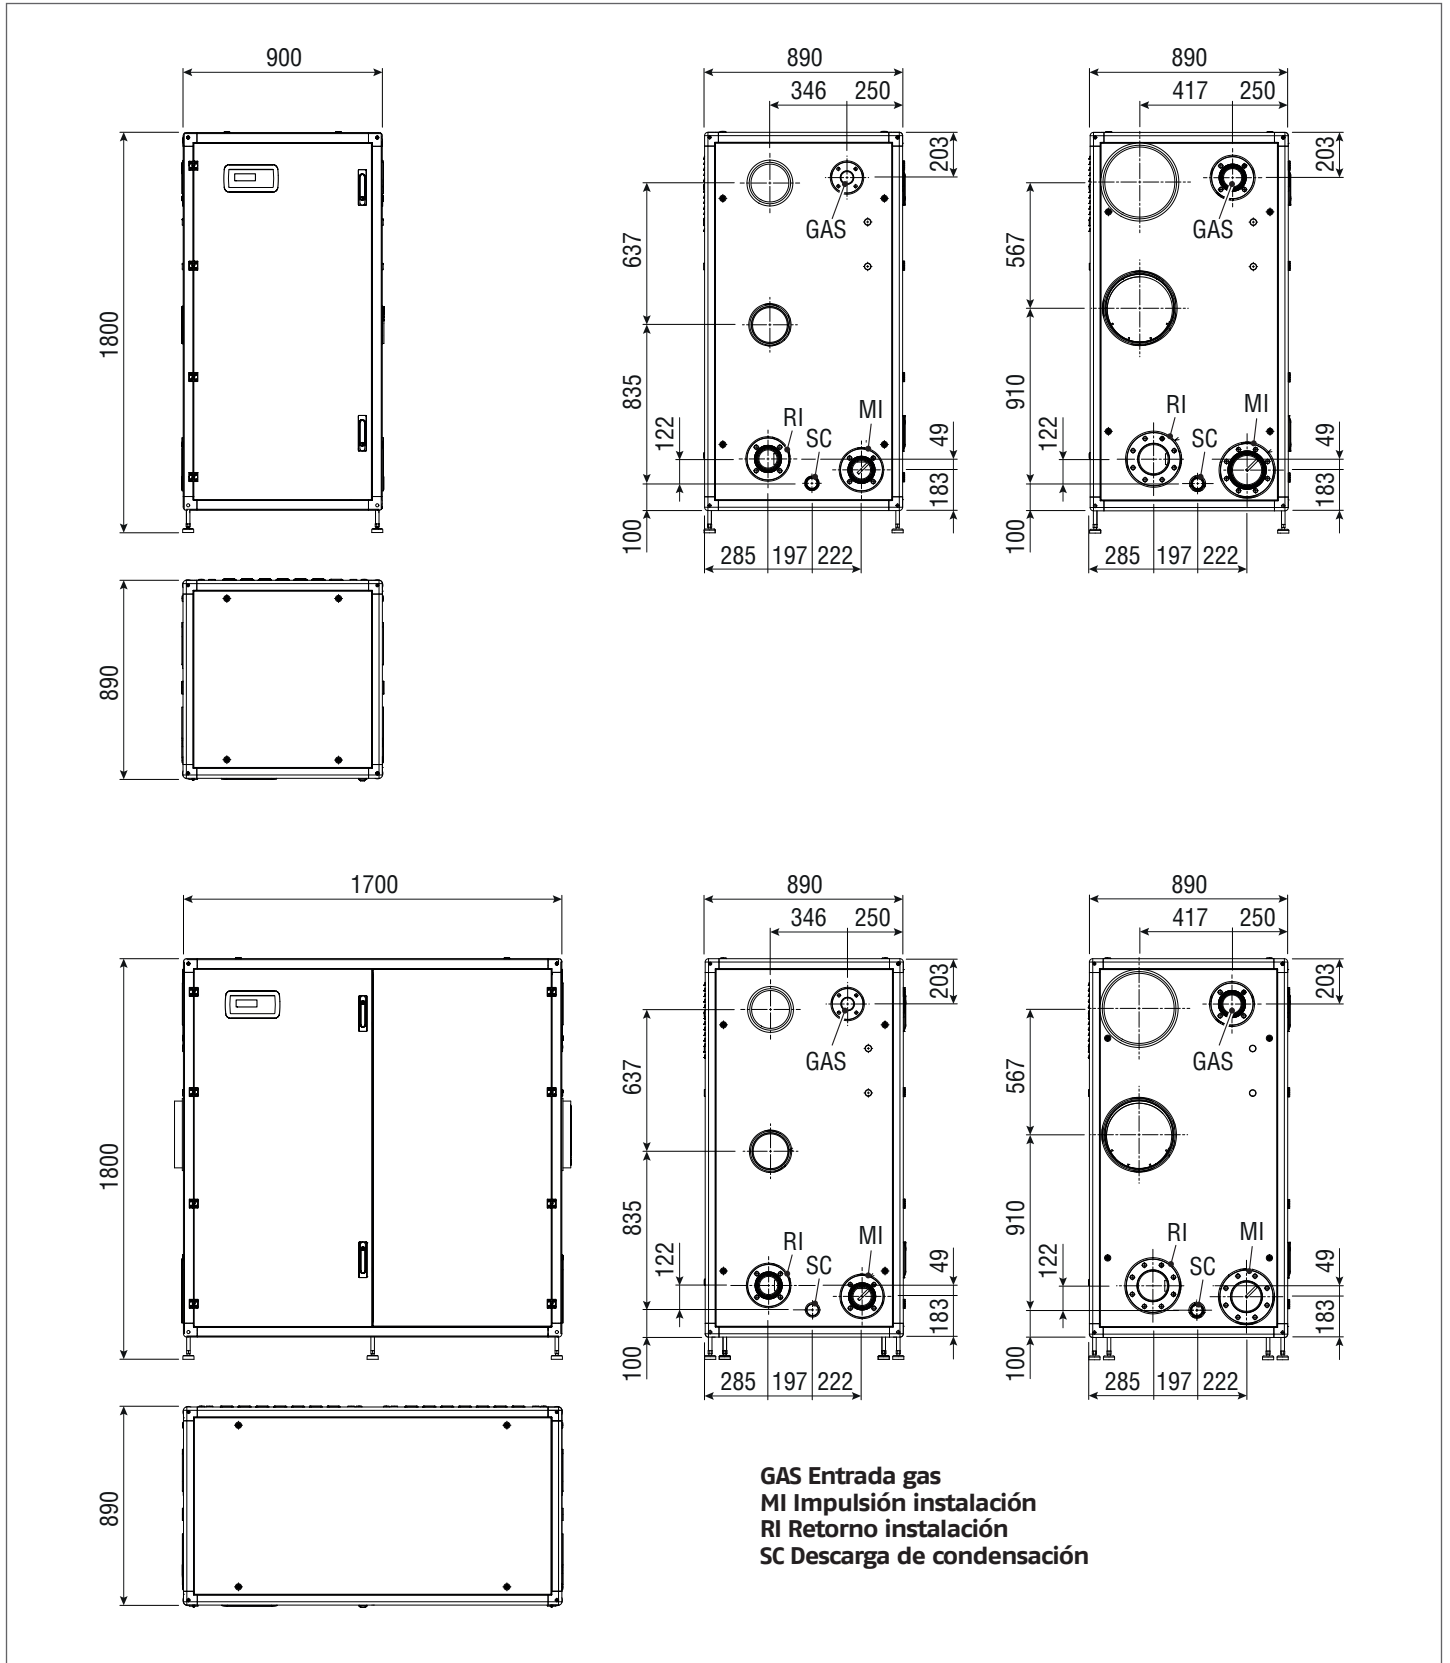 900
1800
890
890
346 250
203
GAS
637
835
122
RI
SC
MI
49
183
100
285 197 222
890
417 250
203
GAS
567
910
122
RI
SC
MI
49
183
100
285 197 222
1700
1800
890
890
346 250
203
GAS
637
835
122
RI
SC
MI
49
183
100
285 197 222
890
417 250
203
GAS
567
910
122
RI
SC
MI
49
183
100
285 197 222
GAS Entrada gas
MI Impulsión instalación
RI Retorno instalación
SC Descarga de condensación